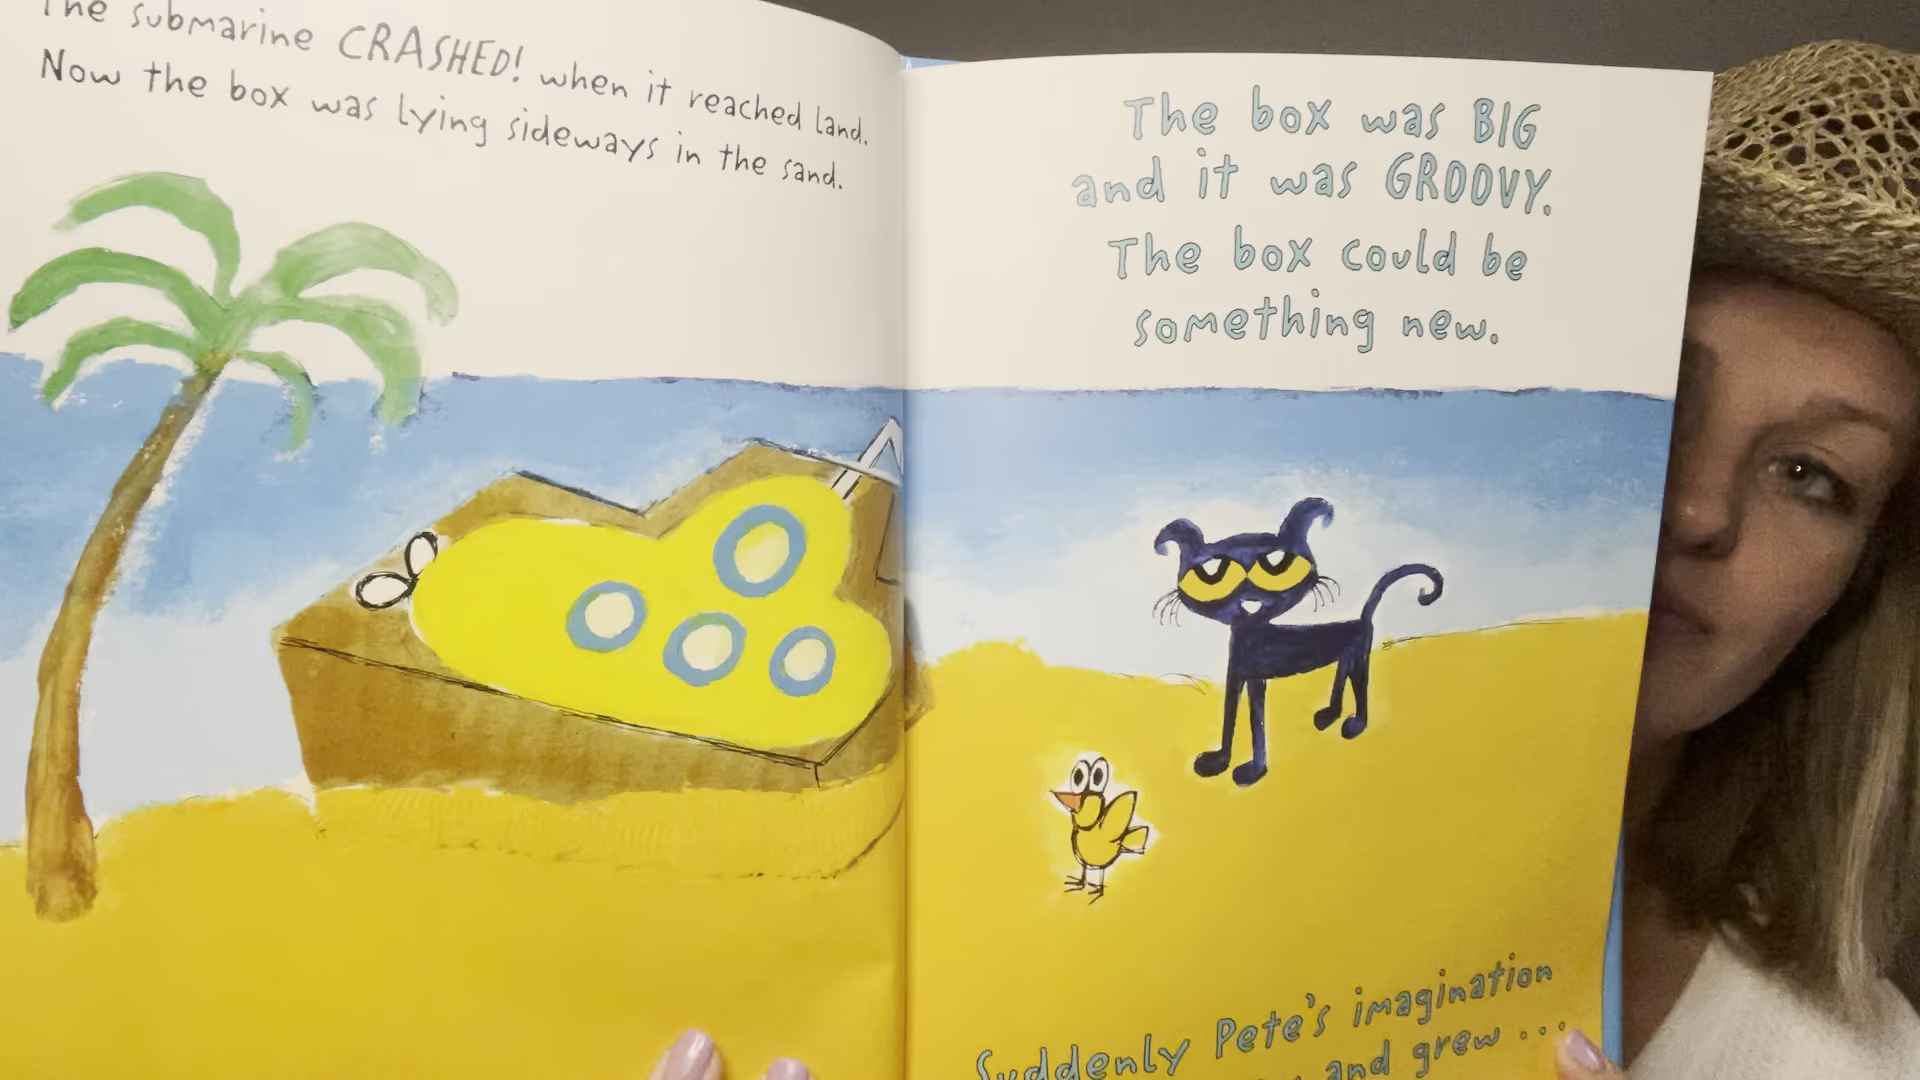 The submarine CRASHED! when it reached land.
Now the box was lying sideways in the sand.
The box was BIG
and it was GROOVY.
The box could be
something new.
Suddenly Pete's imagination
and grew...